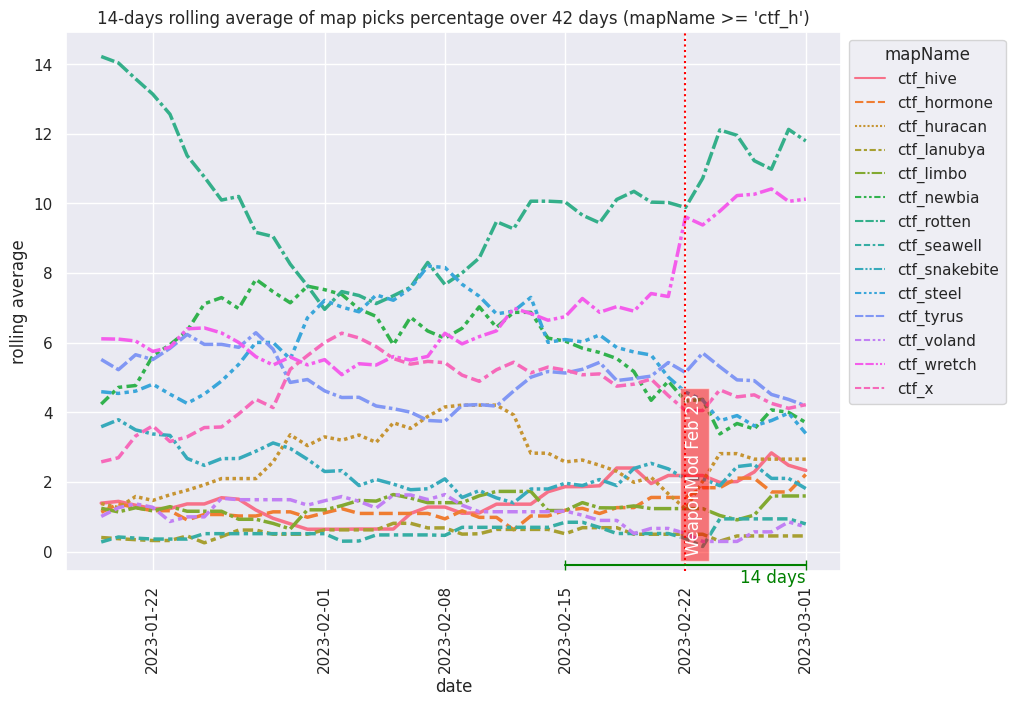 14-days rolling average of map picks percentage over 42 days (mapName >= 'ctf_h')
rolling average
14
12
10
8
6
4
2
0
mapName
ctf_hive
ctf_hormone
ctf_huracan
ctf_lanubya
ctf_limbo
ctf_newbia
ctf_rotten
ctf_seawell
ctf_snakebite
ctf_steel
ctf_tyrus
ctf_voland
ctf_wretch
ctf_x
WeaponMod Feb'23
14 days
2023-01-22
2023-02-01
2023-02-08
2023-02-15
2023-02-22
2023-03-01
date